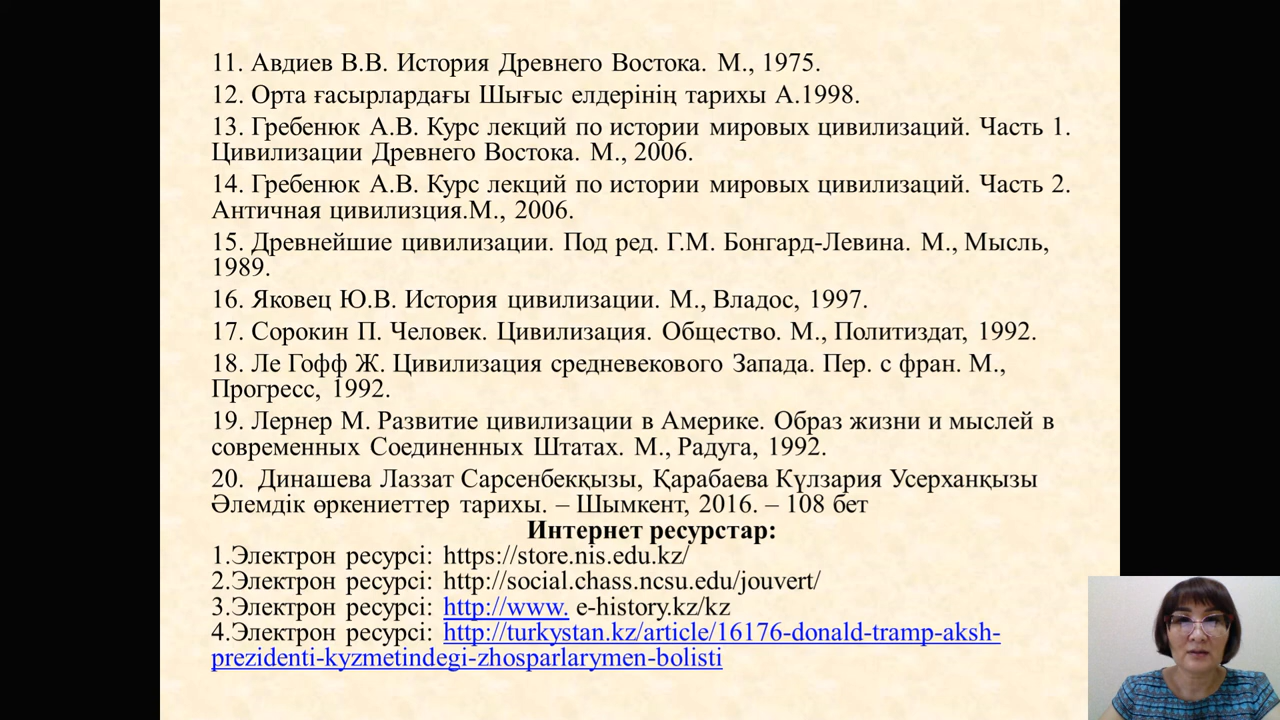 11. Авдиев В.В. История Древнего Востока. М., 1975.
12. Орта ғасырлардағы Шығыс елдерінің тарихы А.1998.
13. Гребенюк А.В. Курс лекций по истории мировых цивилизаций. Часть 1.
Цивилизации Древнего Востока. М., 2006.
14. Гребенюк А.В. Курс лекций по истории мировых цивилизаций. Часть 2.
Античная цивилизция.М., 2006.
15. Древнейшие цивилизации. Под ред. Г.М. Бонгард-Левина. М., Мысль,
1989.
16. Яковец Ю.В. История цивилизации. М., Владос, 1997.
17. Сорокин П. Человек. Цивилизация. Общество. М., Политиздат, 1992.
18. Ле Гофф Ж. Цивилизация средневекового Запада. Пер. с фран. М.,
Прогресс, 1992.
19. Лернер М. Развитие цивилизации в Америке. Образ жизни и мыслей в
современных Соединенных Штатах. М., Радуга, 1992.
20. Динашева Лаззат Сарсенбекқызы, Қарабаева Күлзария Усерханқызы
Әлемдік өркениеттер тарихы. – Шымкент, 2016. – 108 бет
Интернет ресурстар:
1.Электрон ресурсі: https://store.nis.edu.kz/
2.Электрон ресурсі: http://social.chass.ncsu.edu/jouvert/
3.Электрон ресурсі: http://www. e-history.kz/kz
4.Электрон ресурсі: http://turkystan.kz/article/16176-donald-tramp-aksh-
prezidenti-kyzmetindegi-zhosparlarymen-bolisti